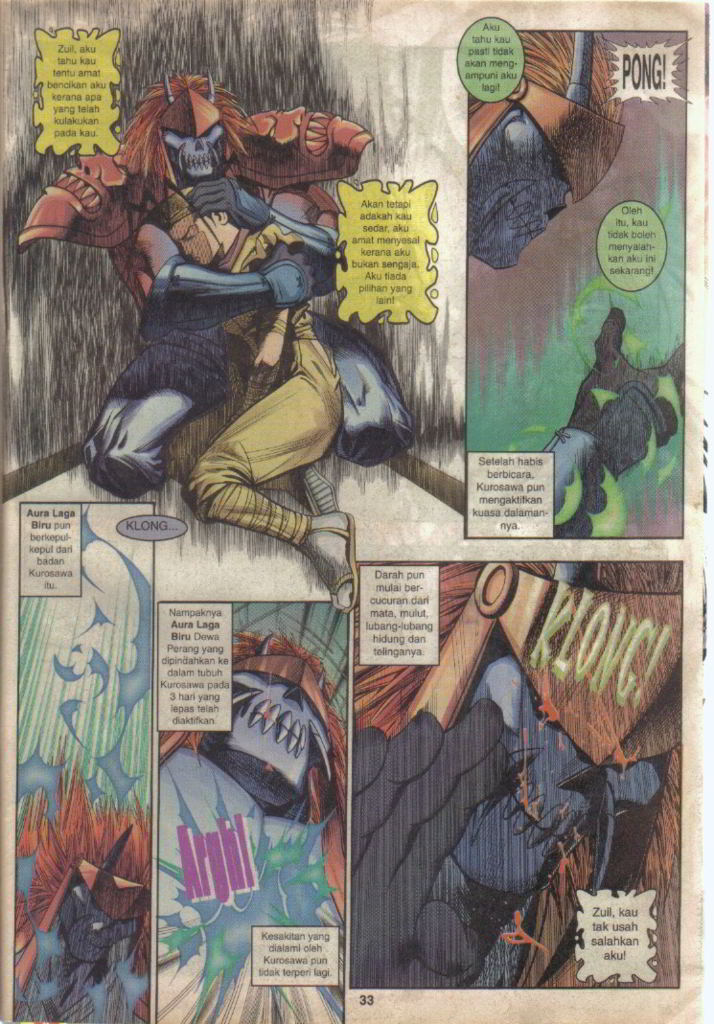 Zuil, aku
tahu kau
tentu amat
bencikan aku
kerana apa
yang telah
kulakukan
pada kau.
Akan tetapi
adakah kau
sedar, aku
amat menyesal
kerana aku
bukan sengaja.
Aku tiada
pilihan yang
lain!
Aku
tahu kau
pasti tidak
akan meng-
ampuni aku
lagi!
PONG!
Oleh
itu, kau
tidak boleh
menyalah-
kan aku ini
sekarang!
Setelah habis
berbicara,
Kurosawa pun
mengaktifkan
kuasa dalaman-
nya.
Aura Laga
Biru pun
berkepul-
kepul dari
badan
Kurosawa
itu.
KLONG...
Nampaknya
Aura Laga
Biru Dewa
Perang yang
dipindahkan ke
dalam tubuh
Kurosawa pada
3 hari yang
lepas telah
diaktifkan.
Argh!
Kesakitan yang
dialami oleh
Kurosawa pun
tidak terperi lagi.
Darah pun
mulai ber-
cucuran dari
mata, mulut,
lubang-lubang
hidung dan
telinganya.
Zuil, kau
tak usah
salahkan
aku!
33